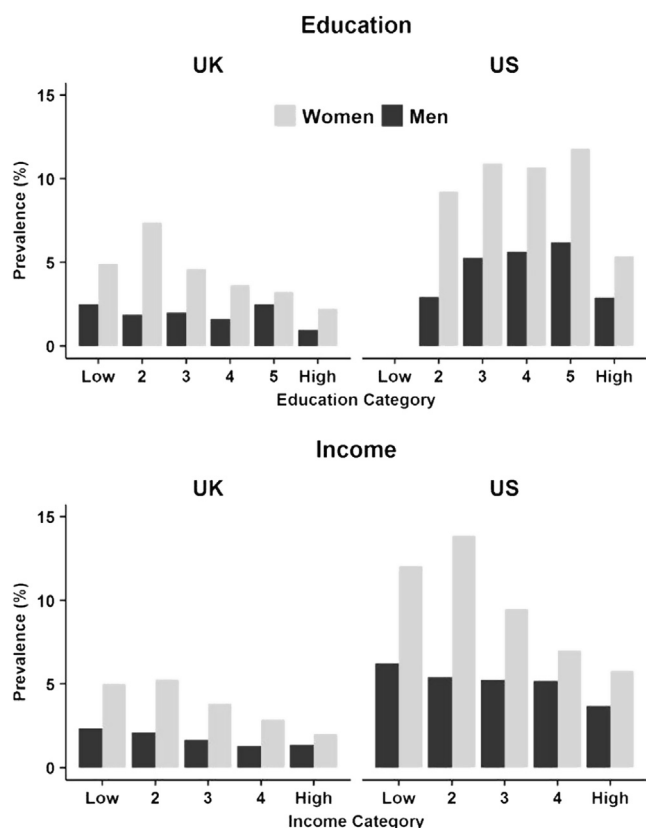 Education
UK US
15
Women Men
10
5
0
Prevalence (%)
Low 2 3 4 5 High 2 3 4 5 High
Low
Education Category
Income
UK US
15
10
5
0
Prevalence (%)
Low 2 3 4 High Low 2 3 4 High
Income Category